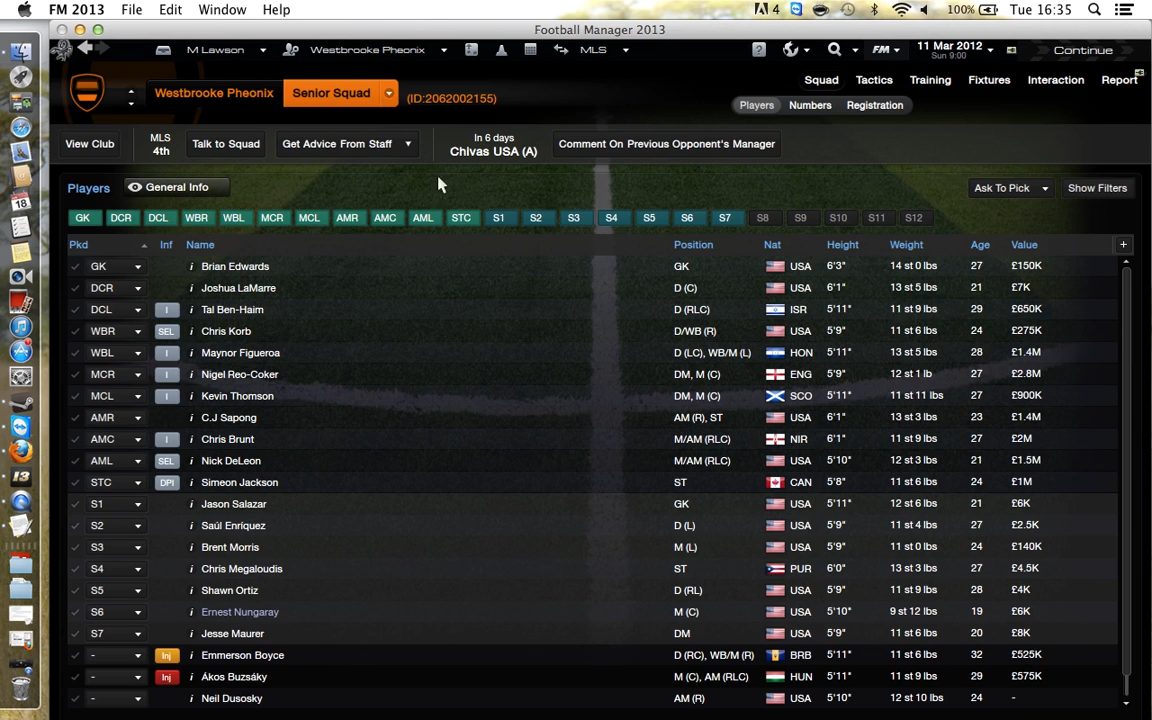 FM 2013 File Edit Window Help 4 100% Tue 16:35
Football Manager 2013
M Lawson Westbrooke Pheonix MLS ? FM 11 Mar 2012 Sun 9:00 Continue
Squad Tactics Training Fixtures Interaction Report
Westbrooke Pheonix Senior Squad (ID:2062002155)
Players Numbers Registration
View Club MLS 4th Talk to Squad Get Advice From Staff In 6 days Chivas USA (A) Comment On Previous Opponent's Manager
Players General Info Ask To Pick Show Filters
GK DCR DCL WBR WBL MCR MCL AMR AMC AML STC S1 S2 S3 S4 S5 S6 S7 S8 S9 S10 S11 S12
Pkd Inf Name Position Nat Height Weight Age Value +
GK i Brian Edwards GK USA 6'3" 14 st 0 lbs 27 £150K
DCR i Joshua LaMarre D (C) USA 6'1" 13 st 5 lbs 21 £7K
DCL I i Tal Ben-Haim D (RLC) ISR 5'11" 11 st 9 lbs 29 £650K
WBR SEL i Chris Korb D/WB (R) USA 5'9" 11 st 6 lbs 24 £275K
WBL I i Maynor Figueroa D (LC), WB/M (L) HON 5'11" 13 st 5 lbs 28 £1.4M
MCR I i Nigel Reo-Coker DM, M (C) ENG 5'9" 12 st 1 lb 27 £2.8M
MCL I i Kevin Thomson DM, M (C) SCO 5'11" 11 st 11 lbs 27 £900K
AMR i C.J Sapong AM (R), ST USA 6'1" 13 st 3 lbs 23 £1.4M
AMC I i Chris Brunt M/AM (RLC) NIR 6'1" 11 st 9 lbs 27 £2M
AML SEL i Nick DeLeon M/AM (RLC) USA 5'10" 12 st 3 lbs 21 £1.5M
STC DPI i Simeon Jackson ST CAN 5'8" 11 st 6 lbs 24 £1M
S1 i Jason Salazar GK USA 5'11" 12 st 6 lbs 21 £6K
S2 i Saúl Enríquez D (L) USA 5'9" 11 st 4 lbs 27 £2.5K
S3 i Brent Morris M (L) USA 5'9" 11 st 0 lbs 24 £140K
S4 i Chris Megaloudis ST PUR 6'0" 13 st 3 lbs 27 £4.5K
S5 i Shawn Ortiz D (RL) USA 5'9" 11 st 9 lbs 28 £4K
S6 i Ernest Nungaray M (C) USA 5'10" 9 st 12 lbs 19 £6K
S7 i Jesse Maurer DM USA 5'9" 11 st 6 lbs 20 £8K
- Inj i Emmerson Boyce D (RC), WB/M (R) BRB 5'11" 11 st 6 lbs 32 £525K
- Inj i Ákos Buzsáky M (C), AM (RLC) HUN 5'11" 11 st 9 lbs 29 £575K
- i Neil Dusosky AM (R) USA 5'10" 12 st 10 lbs 24 -